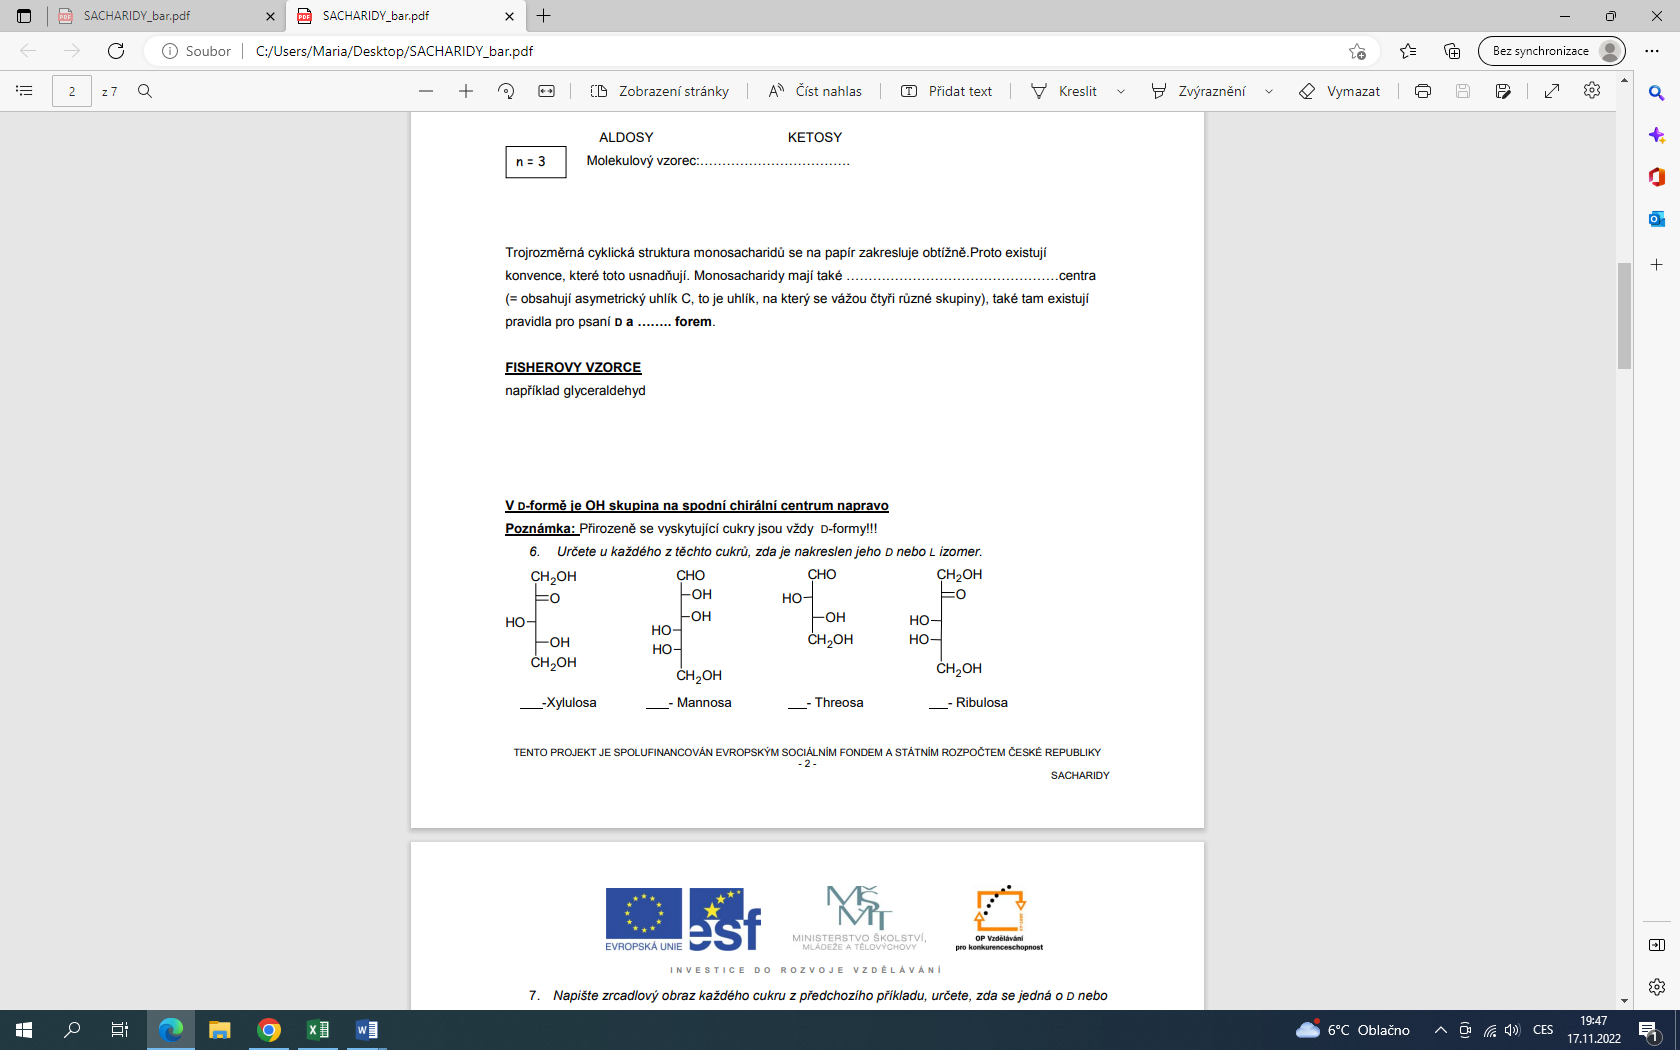 SACHARIDY_bar.pdf
SACHARIDY_bar.pdf
Soubor
C:/Users/Maria/Desktop/SACHARIDY_bar.pdf
Bez synchronizace
2
z 7
Zobrazení stránky
Číst nahlas
Přidat text
Kreslit
Zvýraznění
Vymazat
ALDOSY KETOSY
n = 3
Molekulový vzorec:…………………………….
Trojrozměrná cyklická struktura monosacharidů se na papír zakresluje obtížně.Proto existují
konvence, které toto usnadňují. Monosacharidy mají také …………………………………………centra
(= obsahují asymetrický uhlík C, to je uhlík, na který se vážou čtyři různé skupiny), také tam existují
pravidla pro psaní D a …….. forem.
FISHEROVY VZORCE
například glyceraldehyd
V D-formě je OH skupina na spodní chirální centrum napravo
Poznámka: Přirozeně se vyskytující cukry jsou vždy D-formy!!!
6. Určete u každého z těchto cukrů, zda je nakreslen jeho D nebo L izomer.
CH2OH CHO CHO CH2OH
O OH HO O
HO OH OH HO
OH HO CH2OH HO
CH2OH HO CH2OH
CH2OH
___-Xylulosa ___- Mannosa ___- Threosa ___- Ribulosa
TENTO PROJEKT JE SPOLUFINANCOVÁN EVROPSKÝM SOCIÁLNÍM FONDEM A STÁTNÍM ROZPOČTEM ČESKÉ REPUBLIKY
- 2 -
SACHARIDY
EVROPSKÁ UNIE
esf
MŠMT
MINISTERSTVO ŠKOLSTVÍ,
MLÁDEŽE A TĚLOVÝCHOVY
OP Vzdělávání
pro konkurenceschopnost
INVESTICE DO ROZVOJE VZDĚLÁVÁNÍ
7. Napište zrcadlový obraz každého cukru z předchozího příkladu, určete, zda se jedná o D nebo
6°C Oblačno
CES
19:47
17.11.2022
1